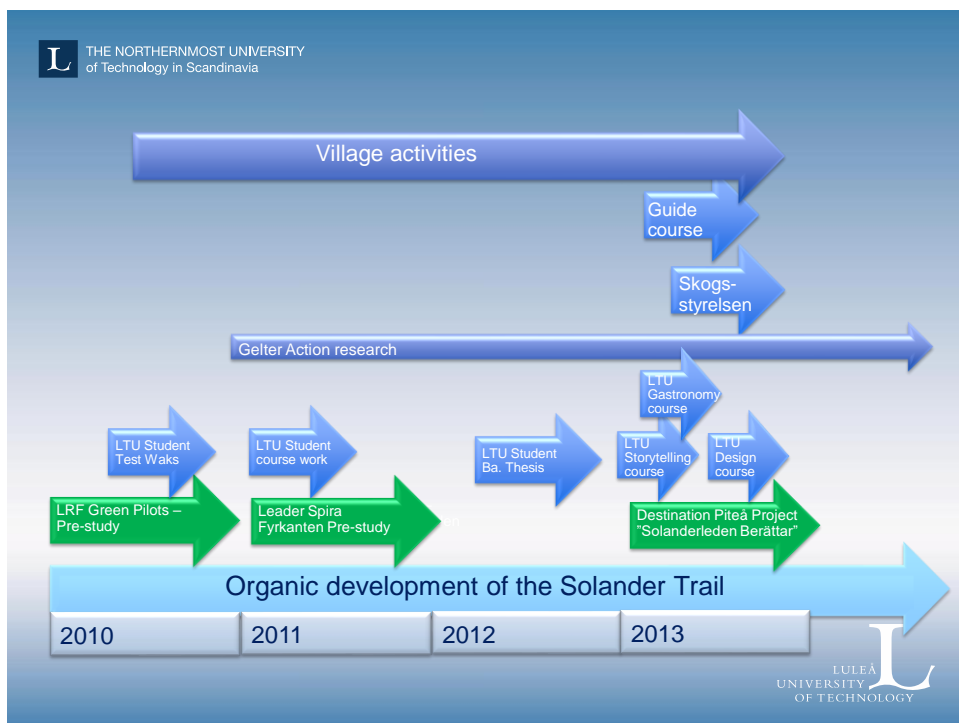 THE NORTHERNMOST UNIVERSITY
of Technology in Scandinavia
Village activities
Guide
course
Skogs-
styrelsen
Gelter Action research
LTU
Gastronomy
course
LTU Student
Test Waks
LTU Student
course work
LTU Student
Ba. Thesis
LTU
Storytelling
course
LTU
Design
course
LRF Green Pilots –
Pre-study
Leader Spira
Fyrkanten Pre-study
Destination Piteå Project
"Solanderleden Berättar"
Organic development of the Solander Trail
2010
2011
2012
2013
L
LULEÅ
UNIVERSITY
OF TECHNOLOGY